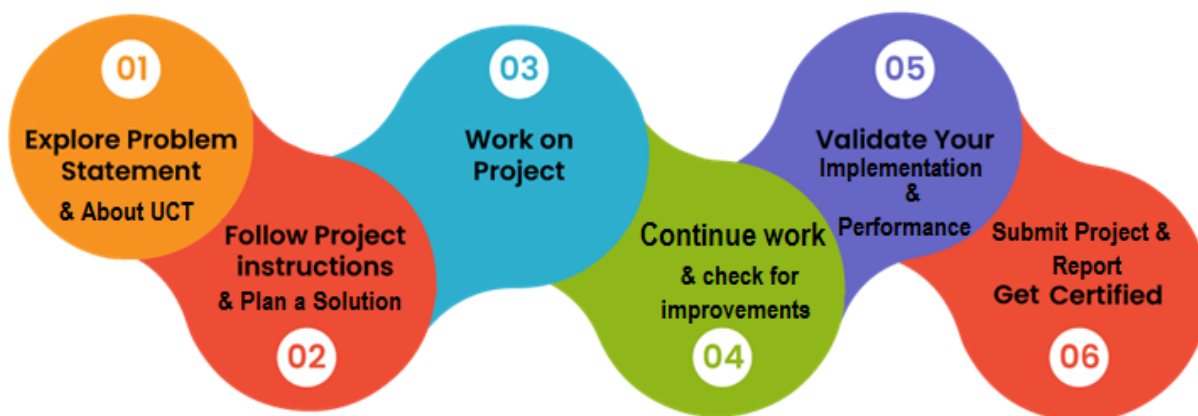 01
Explore Problem
Statement
& About UCT
Follow Project
instructions
& Plan a Solution
02
03
Work on
Project
Continue work
& check for
improvements
04
05
Validate Your
Implementation
&
Performance
Submit Project &
Report
Get Certified
06